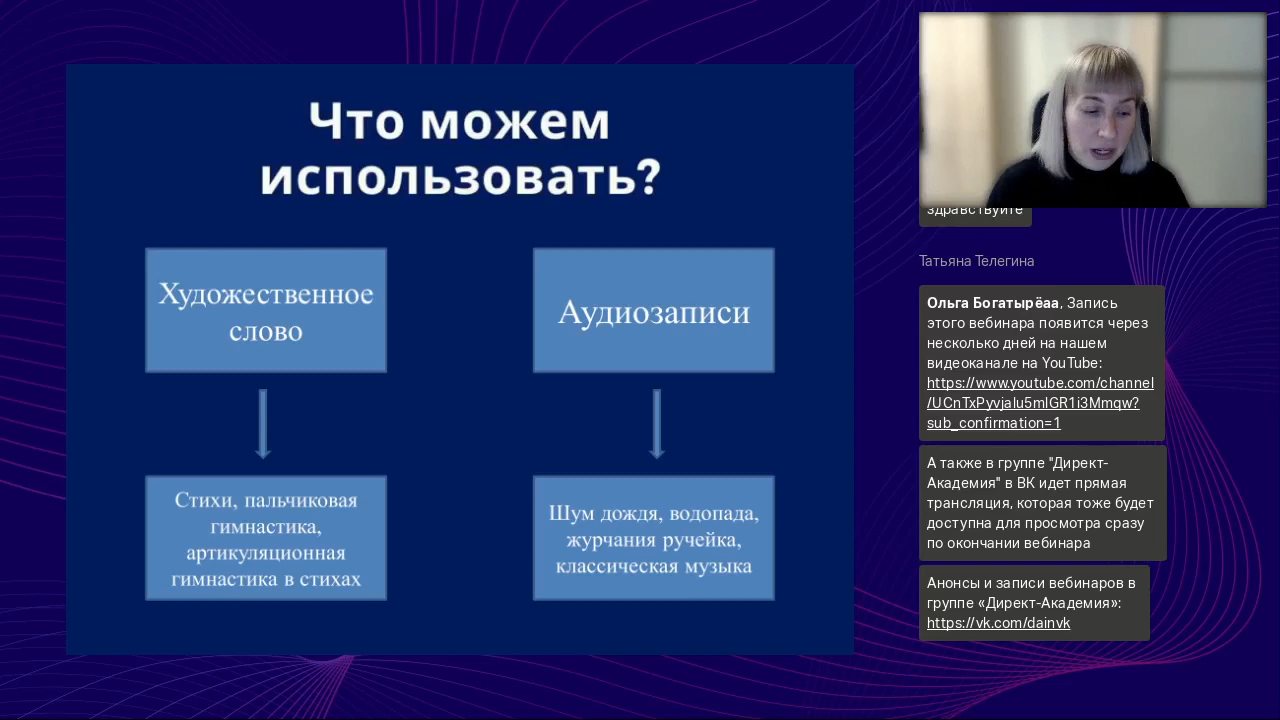 Что можем
использовать?
Художественное
слово
Аудиозаписи
Стихи, пальчиковая
гимнастика,
артикуляционная
гимнастика в стихах
Шум дождя, водопада,
журчания ручейка,
классическая музыка
здравствуйте
Татьяна Телегина
Ольга Богатырёаа, Запись
этого вебинара появится через
несколько дней на нашем
видеоканале на YouTube:
https://www.youtube.com/channel
/UCnTxPyvjalu5mlGR1i3Mmqw?
sub_confirmation=1
А также в группе "Директ-
Академия" в ВК идет прямая
трансляция, которая тоже будет
доступна для просмотра сразу
по окончании вебинара
Анонсы и записи вебинаров в
группе «Директ-Академия»:
https://vk.com/dainvk